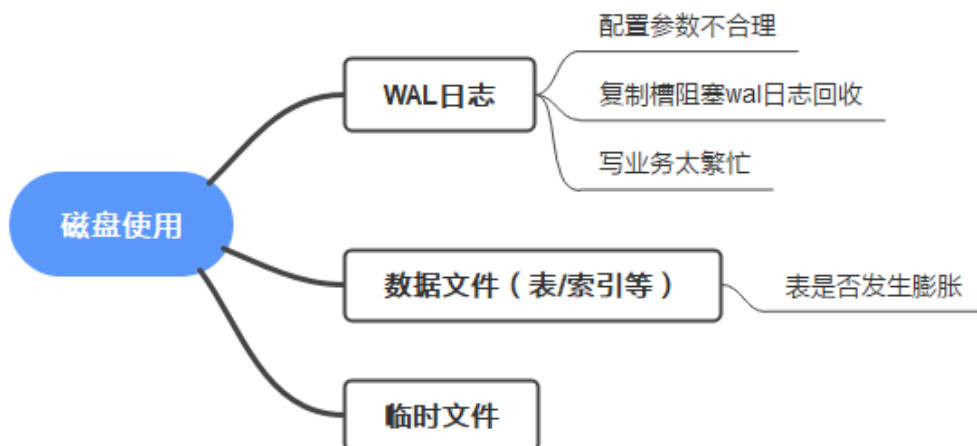 磁盘使用
WAL日志
配置参数不合理
复制槽阻塞wal日志回收
写业务太繁忙
数据文件（表/索引等）
表是否发生膨胀
临时文件